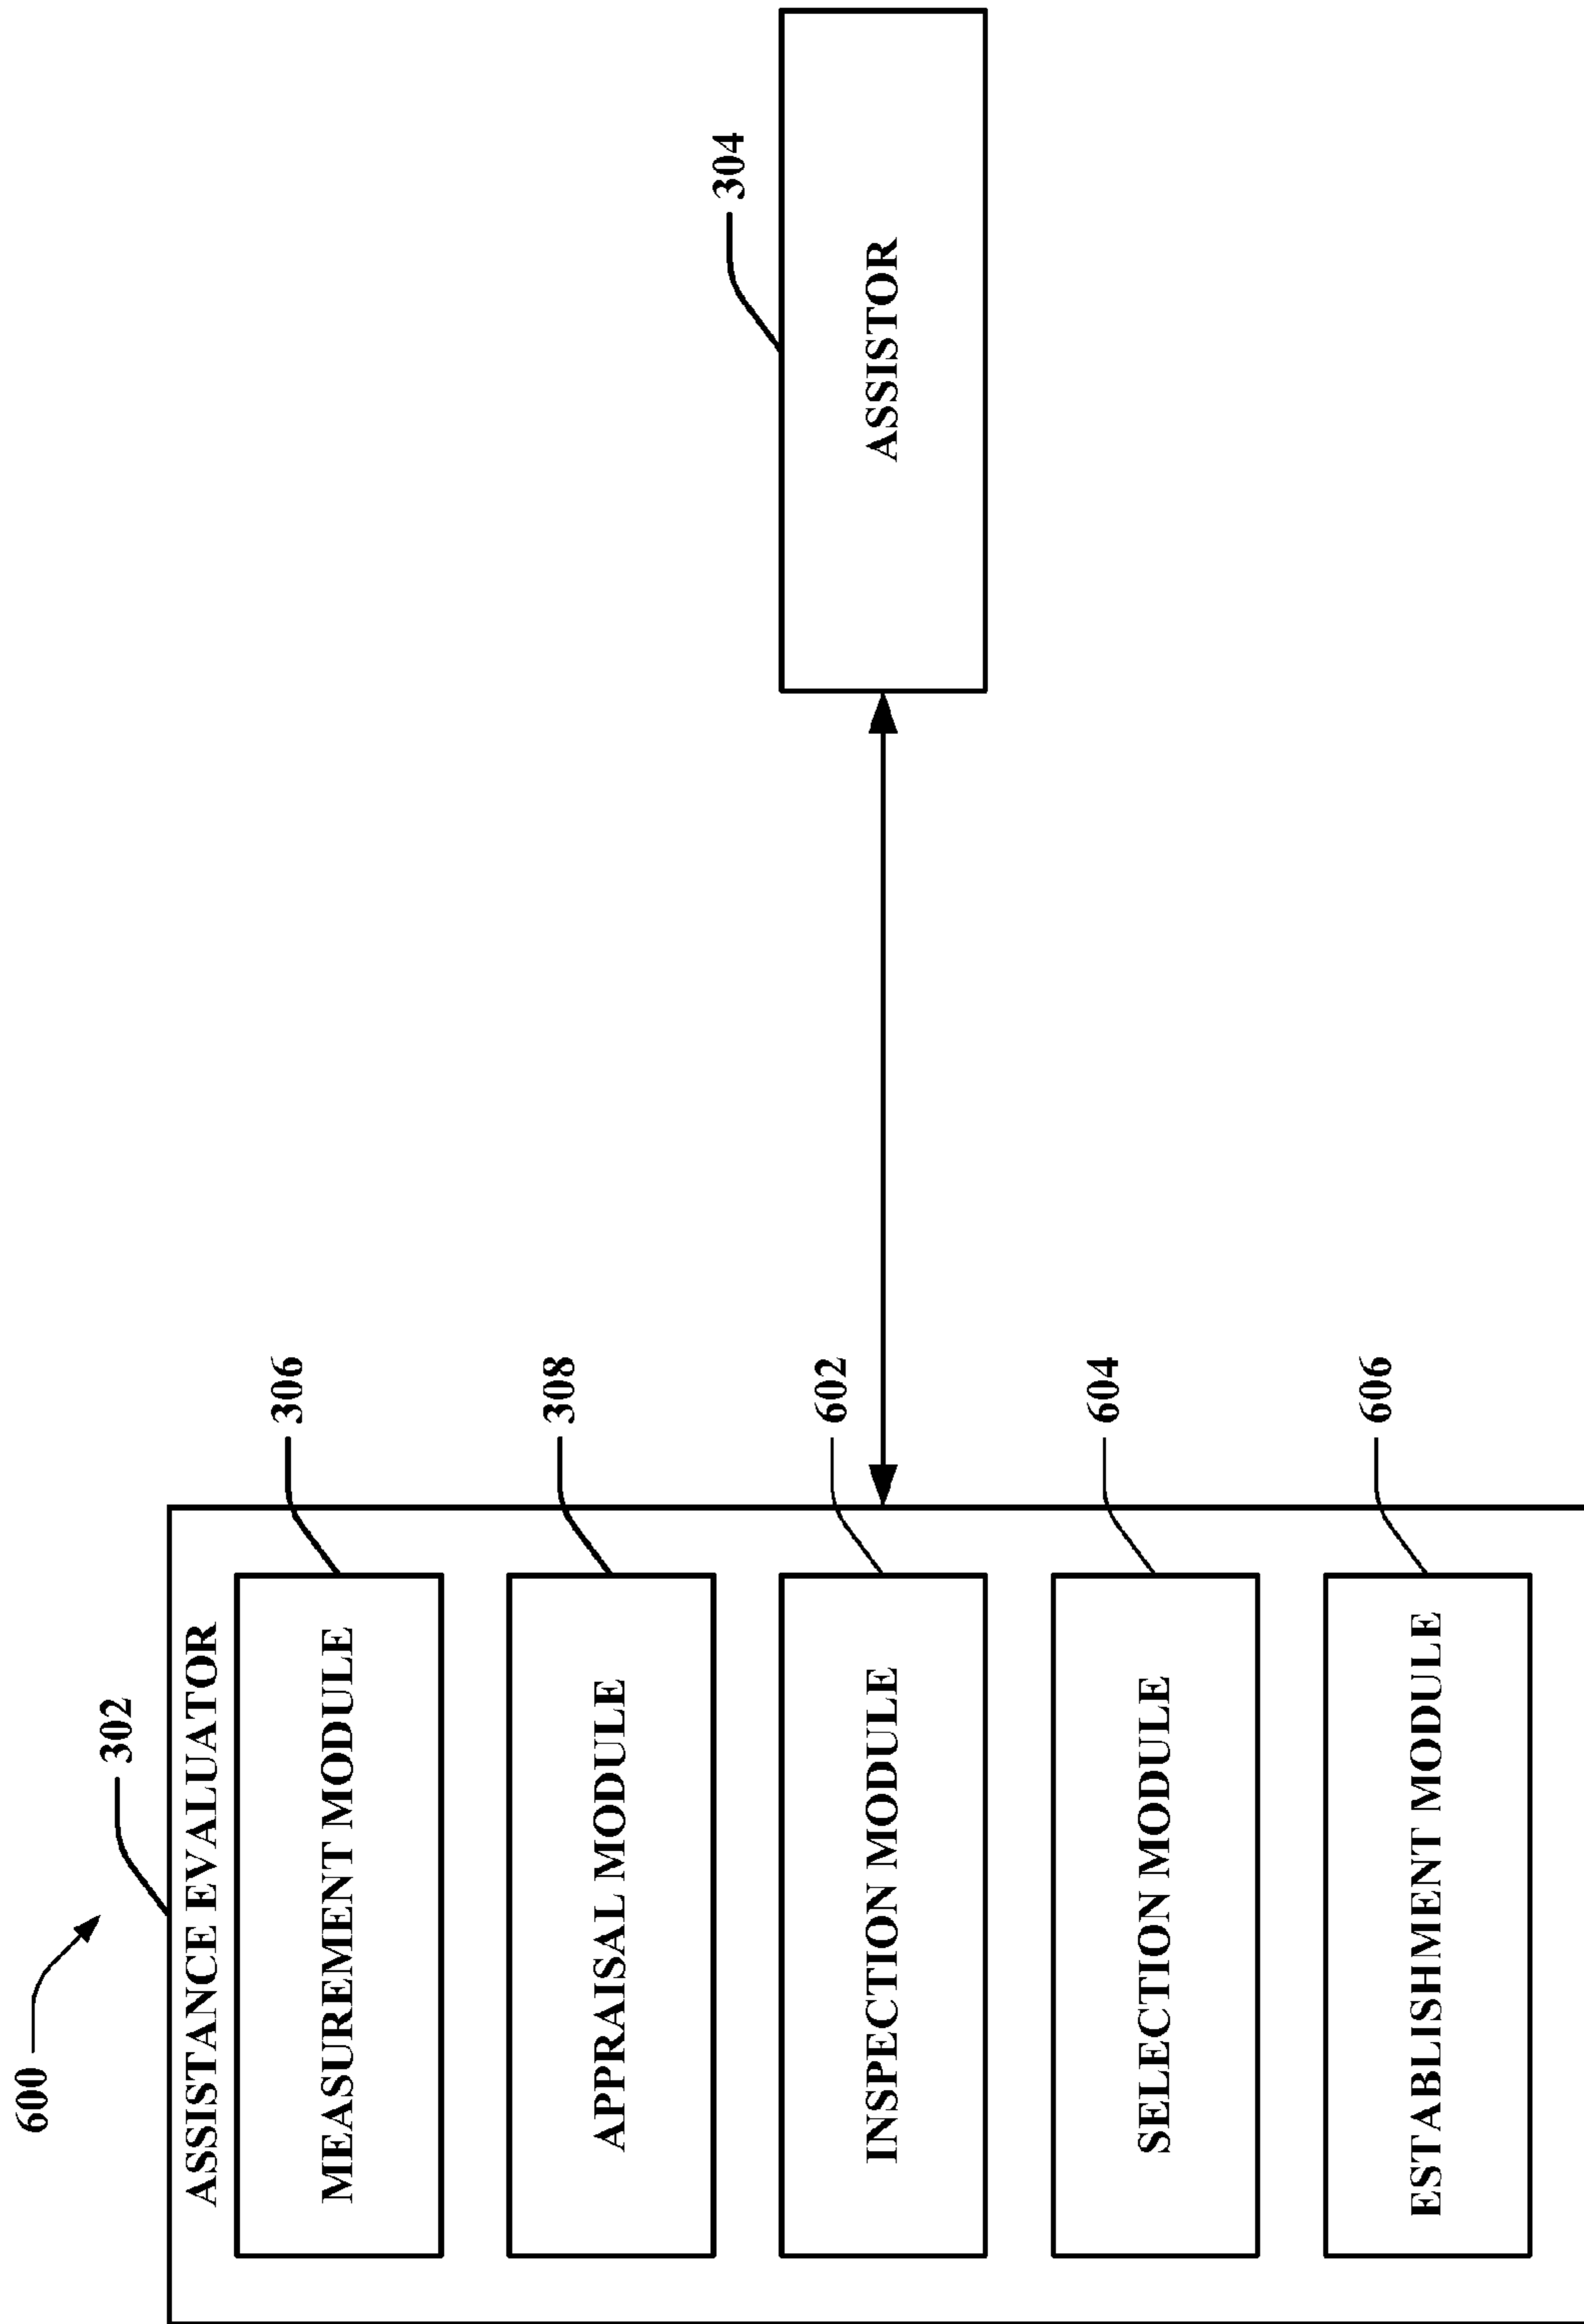 600
302
ASSISTANCE EVALUATOR
306
MEASUREMENT MODULE
308
APPRAISAL MODULE
304
602
INSPECTION MODULE
ASSISTOR
604
SELECTION MODULE
606
ESTABLISHMENT MODULE